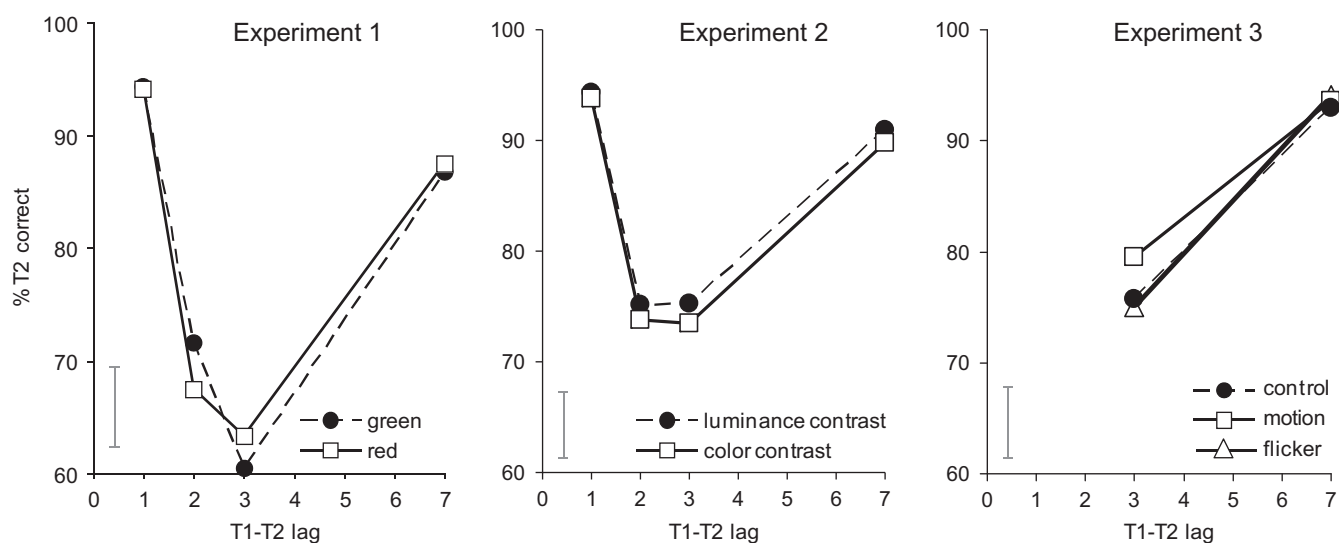 Experiment 1
% T2 correct
100
90
80
70
60
0 1 2 3 4 5 6 7
T1-T2 lag
green
red
Experiment 2
100
90
80
70
60
0 1 2 3 4 5 6 7
T1-T2 lag
luminance contrast
color contrast
Experiment 3
100
90
80
70
60
0 1 2 3 4 5 6 7
T1-T2 lag
control
motion
flicker